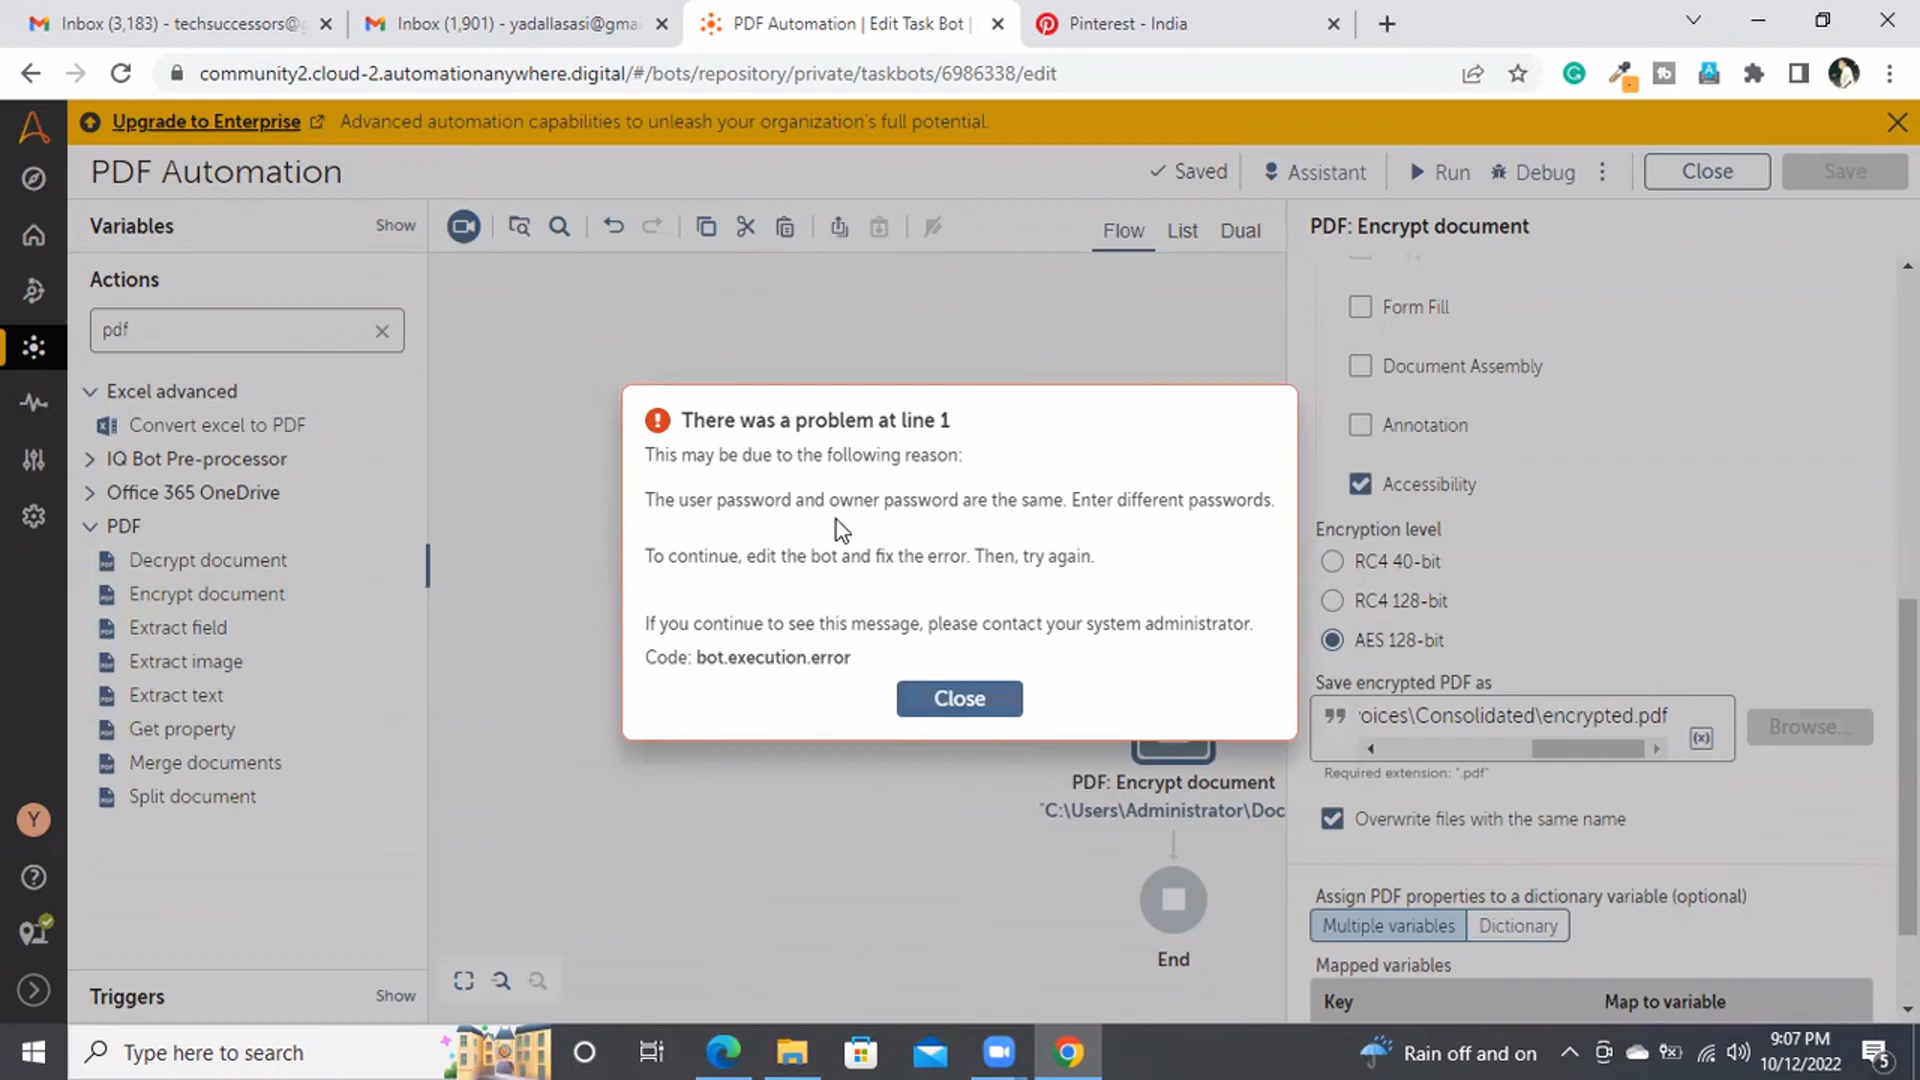 Inbox (3,183) - techsuccessors@
Inbox (1,901) - yadallasasi@gmai
PDF Automation | Edit Task Bot |
Pinterest - India
community2.cloud-2.automationanywhere.digital/#/bots/repository/private/taskbots/6986338/edit
Upgrade to Enterprise
Advanced automation capabilities to unleash your organization's full potential.
PDF Automation
Saved
Assistant
Run
Debug
Close
Save
Variables
Show
Flow
List
Dual
PDF: Encrypt document
Actions
pdf
Form Fill
Document Assembly
Annotation
Accessibility
Excel advanced
Convert excel to PDF
IQ Bot Pre-processor
Office 365 OneDrive
PDF
Decrypt document
Encrypt document
Extract field
Extract image
Extract text
Get property
Merge documents
Split document
There was a problem at line 1
This may be due to the following reason:
The user password and owner password are the same. Enter different passwords.
To continue, edit the bot and fix the error. Then, try again.
If you continue to see this message, please contact your system administrator.
Code: bot.execution.error
Close
Encryption level
RC4 40-bit
RC4 128-bit
AES 128-bit
Save encrypted PDF as
oices\Consolidated\encrypted.pdf
(x)
Browse...
Required extension: ".pdf"
Overwrite files with the same name
PDF: Encrypt document
"C:\Users\Administrator\Doc
End
Assign PDF properties to a dictionary variable (optional)
Multiple variables
Dictionary
Mapped variables
Key
Map to variable
Y
Triggers
Show
Type here to search
Rain off and on
9:07 PM
10/12/2022
5